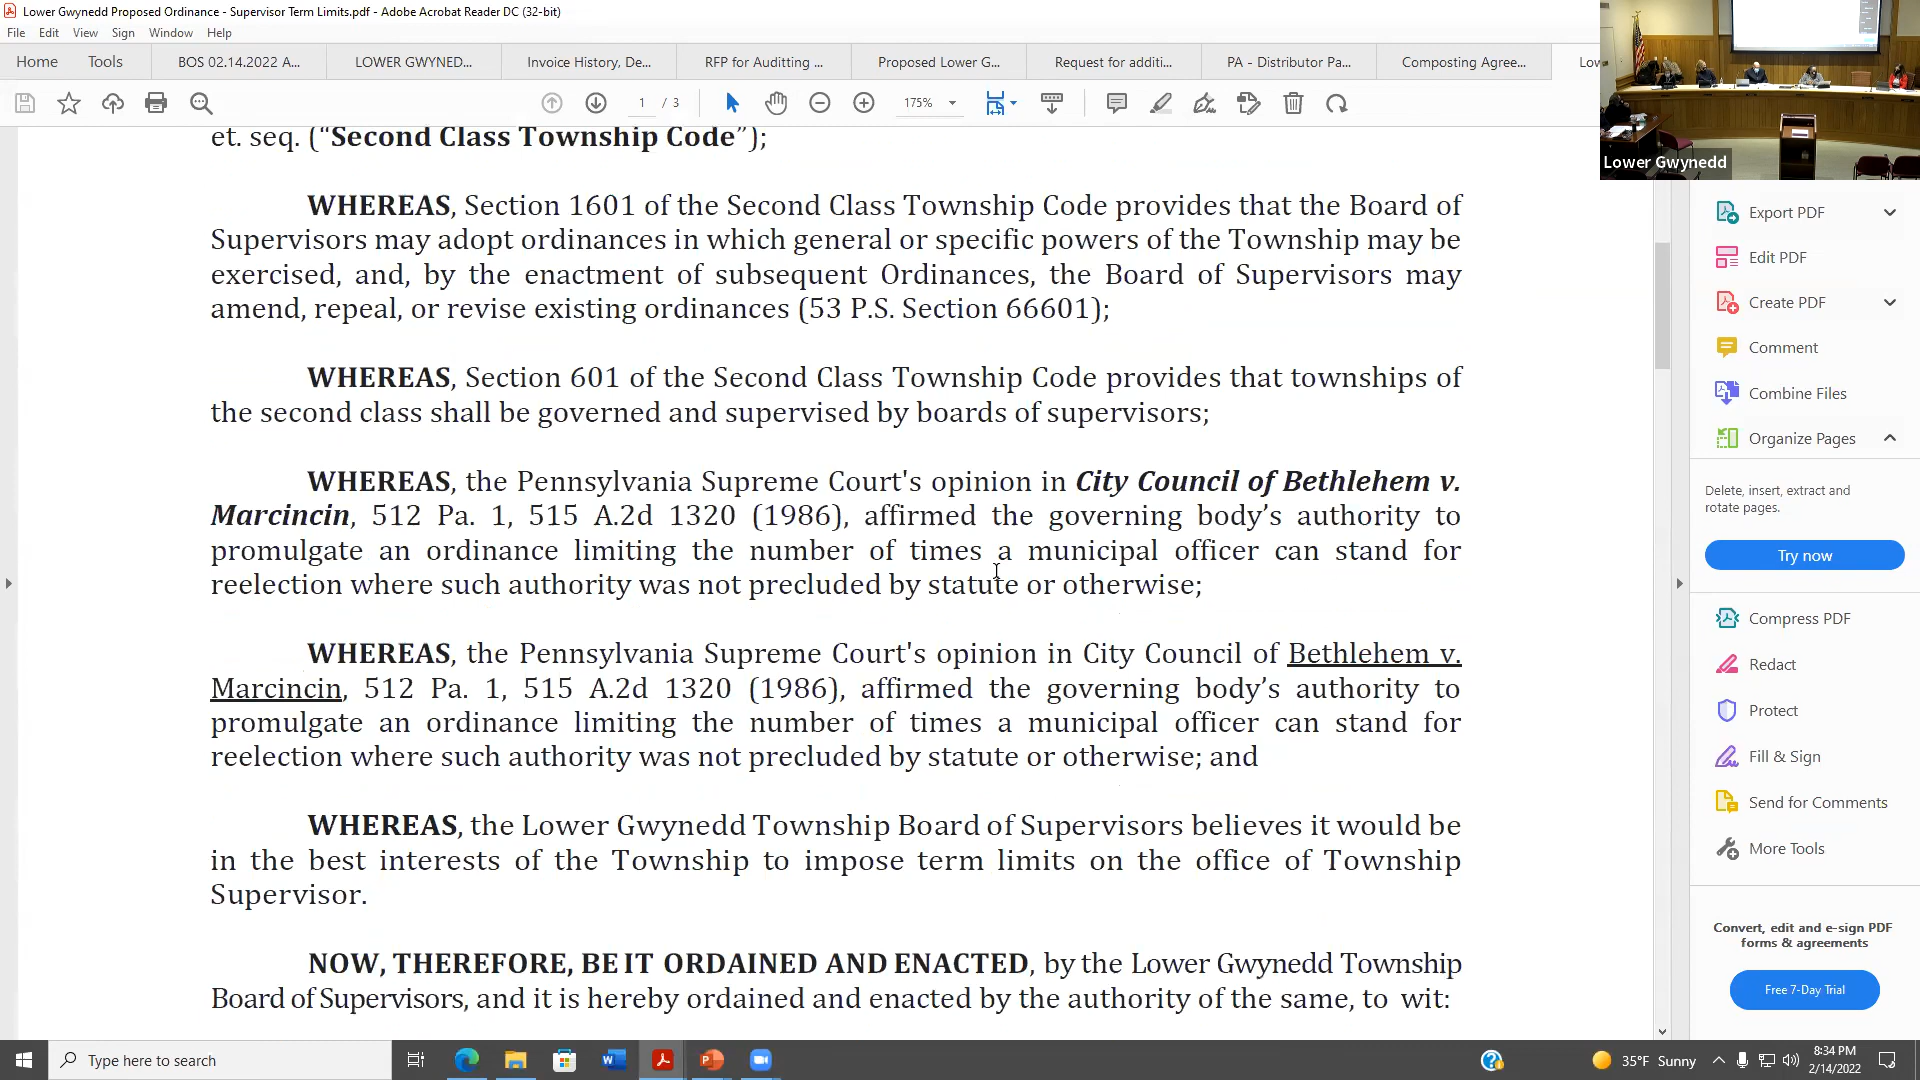 Lower Gwynedd Proposed Ordinance - Supervisor Term Limits.pdf - Adobe Acrobat Reader DC (32-bit)
File Edit View Sign Window Help
Home Tools BOS 02.14.2022 A... LOWER GWYNED... Invoice History, De... RFP for Auditting ... Proposed Lower G... Request for additi... PA - Distributor Pa... Composting Agree...
1 / 3 175%
Lower Gwynedd
et. seq. (“Second Class Township Code”);
WHEREAS, Section 1601 of the Second Class Township Code provides that the Board of
Supervisors may adopt ordinances in which general or specific powers of the Township may be
exercised, and, by the enactment of subsequent Ordinances, the Board of Supervisors may
amend, repeal, or revise existing ordinances (53 P.S. Section 66601);
WHEREAS, Section 601 of the Second Class Township Code provides that townships of
the second class shall be governed and supervised by boards of supervisors;
WHEREAS, the Pennsylvania Supreme Court's opinion in City Council of Bethlehem v.
Marcincin, 512 Pa. 1, 515 A.2d 1320 (1986), affirmed the governing body’s authority to
promulgate an ordinance limiting the number of times a municipal officer can stand for
reelection where such authority was not precluded by statute or otherwise;
WHEREAS, the Pennsylvania Supreme Court's opinion in City Council of Bethlehem v.
Marcincin, 512 Pa. 1, 515 A.2d 1320 (1986), affirmed the governing body’s authority to
promulgate an ordinance limiting the number of times a municipal officer can stand for
reelection where such authority was not precluded by statute or otherwise; and
WHEREAS, the Lower Gwynedd Township Board of Supervisors believes it would be
in the best interests of the Township to impose term limits on the office of Township
Supervisor.
NOW, THEREFORE, BE IT ORDAINED AND ENACTED, by the Lower Gwynedd Township
Board of Supervisors, and it is hereby ordained and enacted by the authority of the same, to wit:
Export PDF
Edit PDF
Create PDF
Comment
Combine Files
Organize Pages
Delete, insert, extract and
rotate pages.
Try now
Compress PDF
Redact
Protect
Fill & Sign
Send for Comments
More Tools
Convert, edit and e-sign PDF
forms & agreements
Free 7-Day Trial
Type here to search
35°F Sunny
8:34 PM
2/14/2022